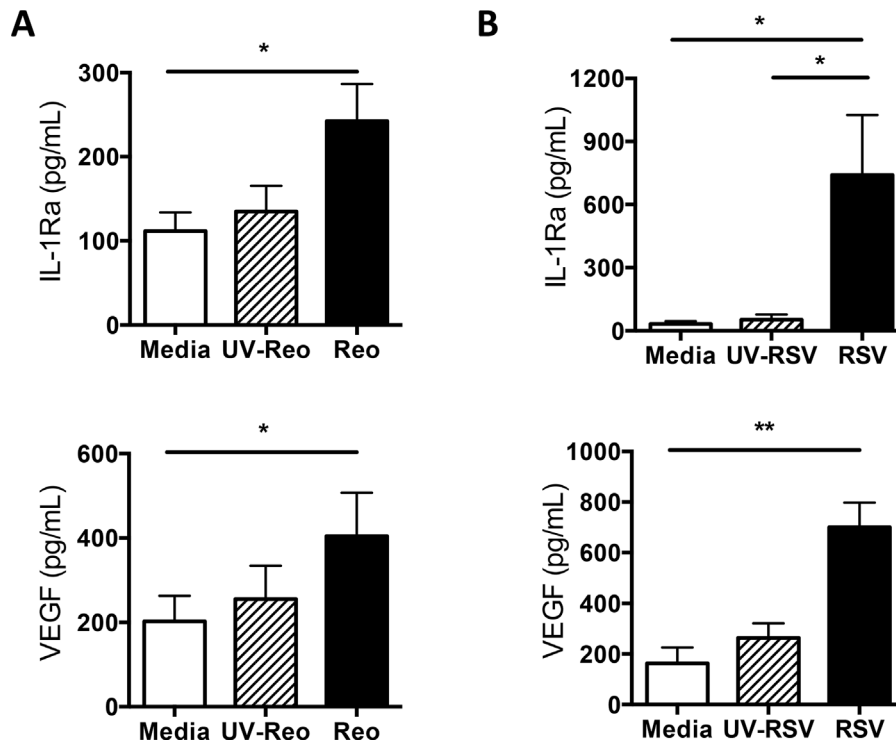 A
*
IL-1Ra (pg/mL)
300
200
100
0
Media UV-Reo Reo
B
*
*
IL-1Ra (pg/mL)
1200
900
600
300
0
Media UV-RSV RSV
*
VEGF (pg/mL)
600
400
200
0
Media UV-Reo Reo
**
VEGF (pg/mL)
1000
800
600
400
200
0
Media UV-RSV RSV